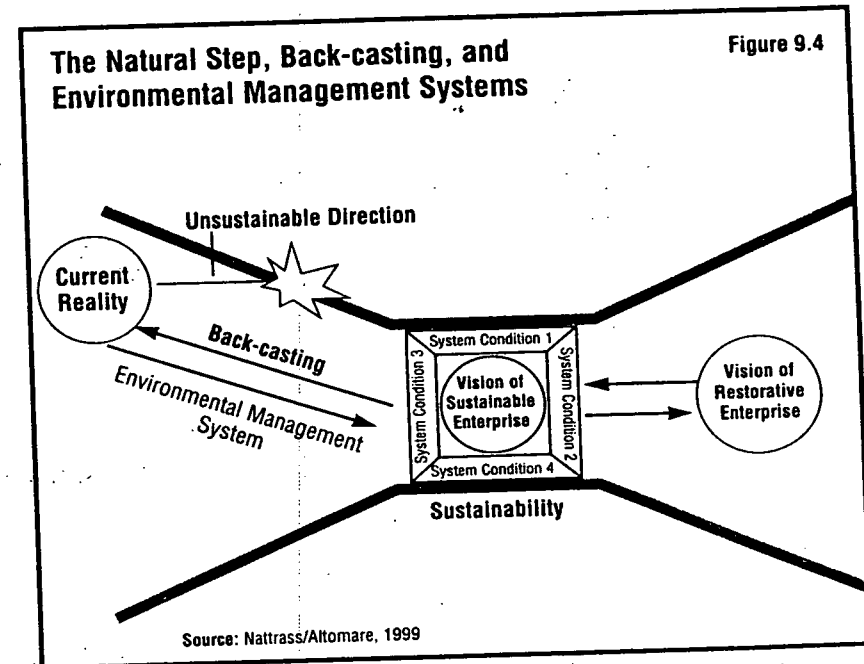 The Natural Step, Back-casting, and
Environmental Management Systems
Figure 9.4
Unsustainable Direction
Current
Reality
Back-casting
Environmental Management
System
System Condition 1
System Condition 3
Vision of
Sustainable
Enterprise
System Condition 2
System Condition 4
Vision of
Restorative
Enterprise
Sustainability
Source: Nattrass/Altomare, 1999